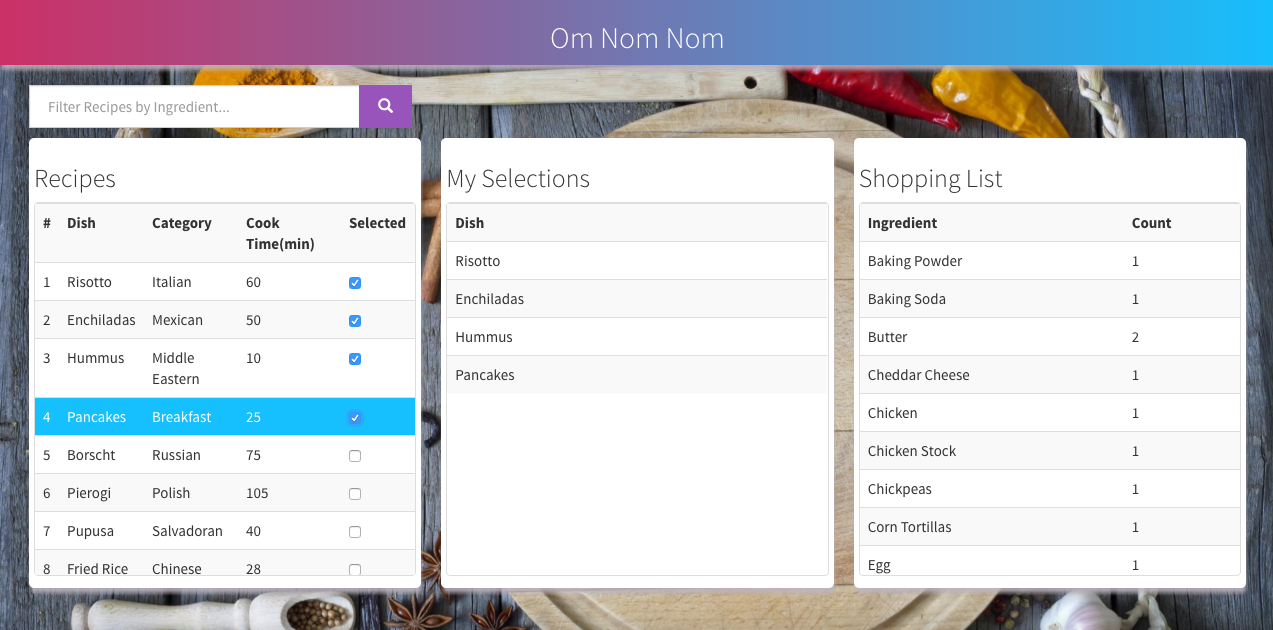 Om Nom Nom
Filter Recipes by Ingredient...
Recipes
# Dish Category Cook Time(min) Selected
1 Risotto Italian 60
2 Enchiladas Mexican 50
3 Hummus Middle Eastern 10
4 Pancakes Breakfast 25
5 Borscht Russian 75
6 Pierogi Polish 105
7 Pupusa Salvadoran 40
8 Fried Rice Chinese 28
My Selections
Dish
Risotto
Enchiladas
Hummus
Pancakes
Shopping List
Ingredient Count
Baking Powder 1
Baking Soda 1
Butter 2
Cheddar Cheese 1
Chicken 1
Chicken Stock 1
Chickpeas 1
Corn Tortillas 1
Egg 1